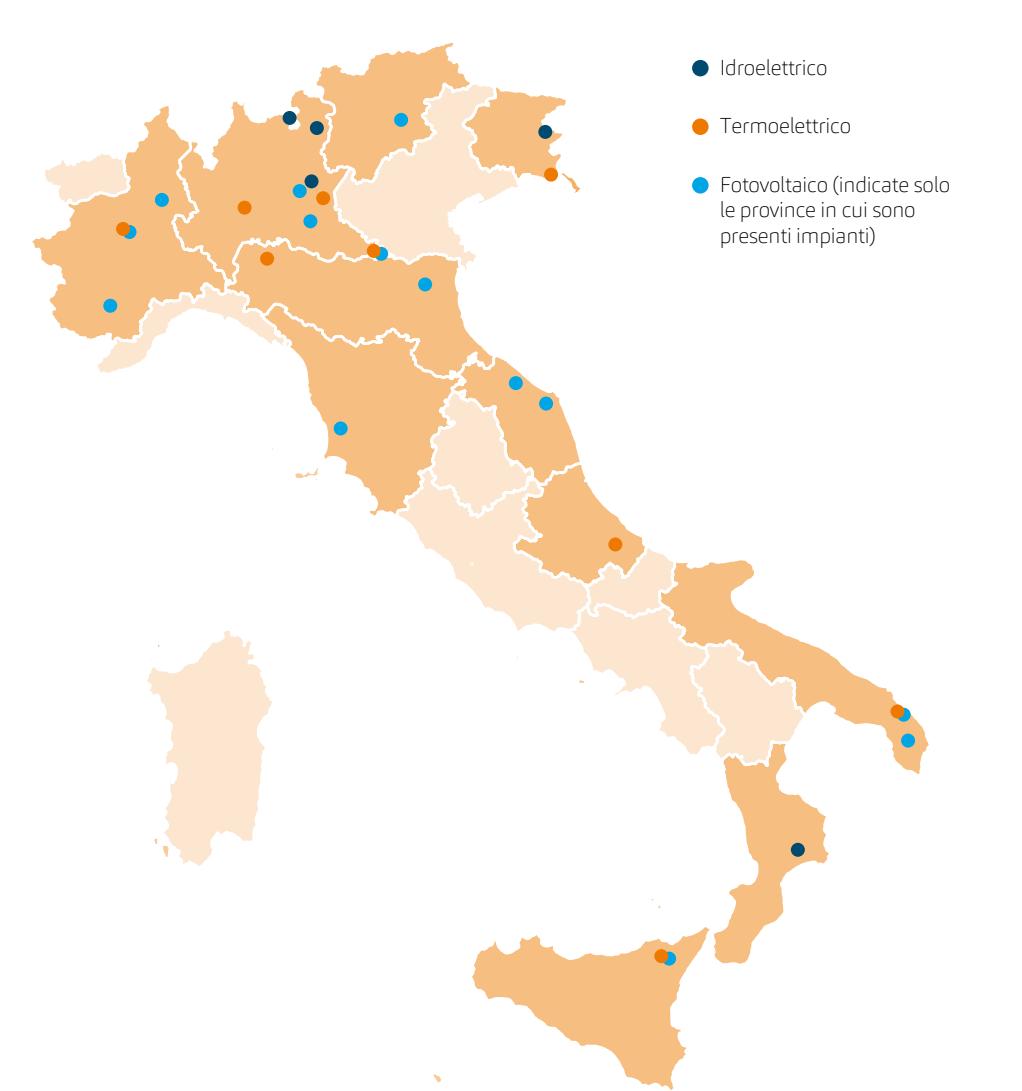 Idroelettrico
Termoelettrico
Fotovoltaico (indicate solo
le province in cui sono
presenti impianti)